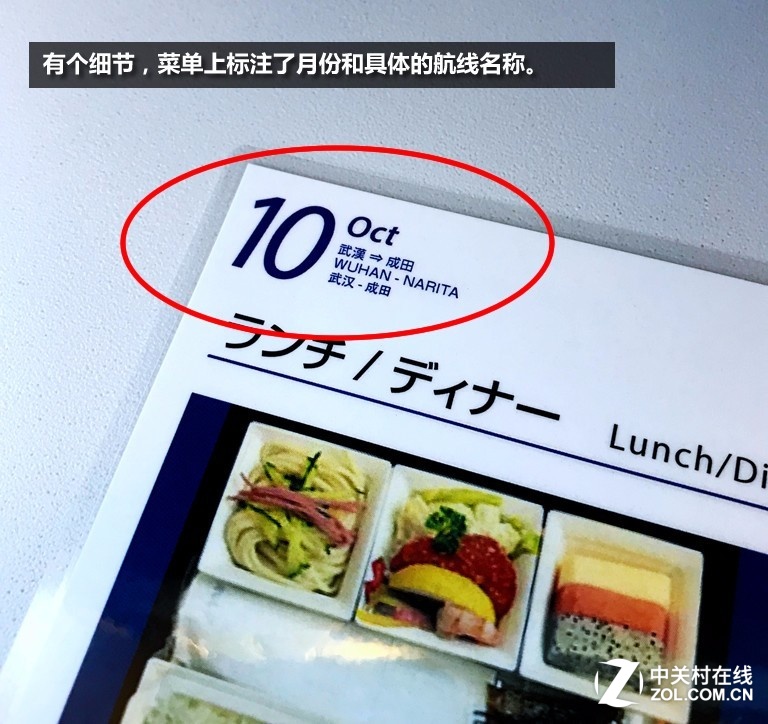 有个细节，菜单上标注了月份和具体的航线名称。
10 Oct
武漢 ⇒ 成田
WUHAN - NARITA
武汉 - 成田
ランチ / ディナー Lunch/Di
中关村在线
ZOL.COM.CN